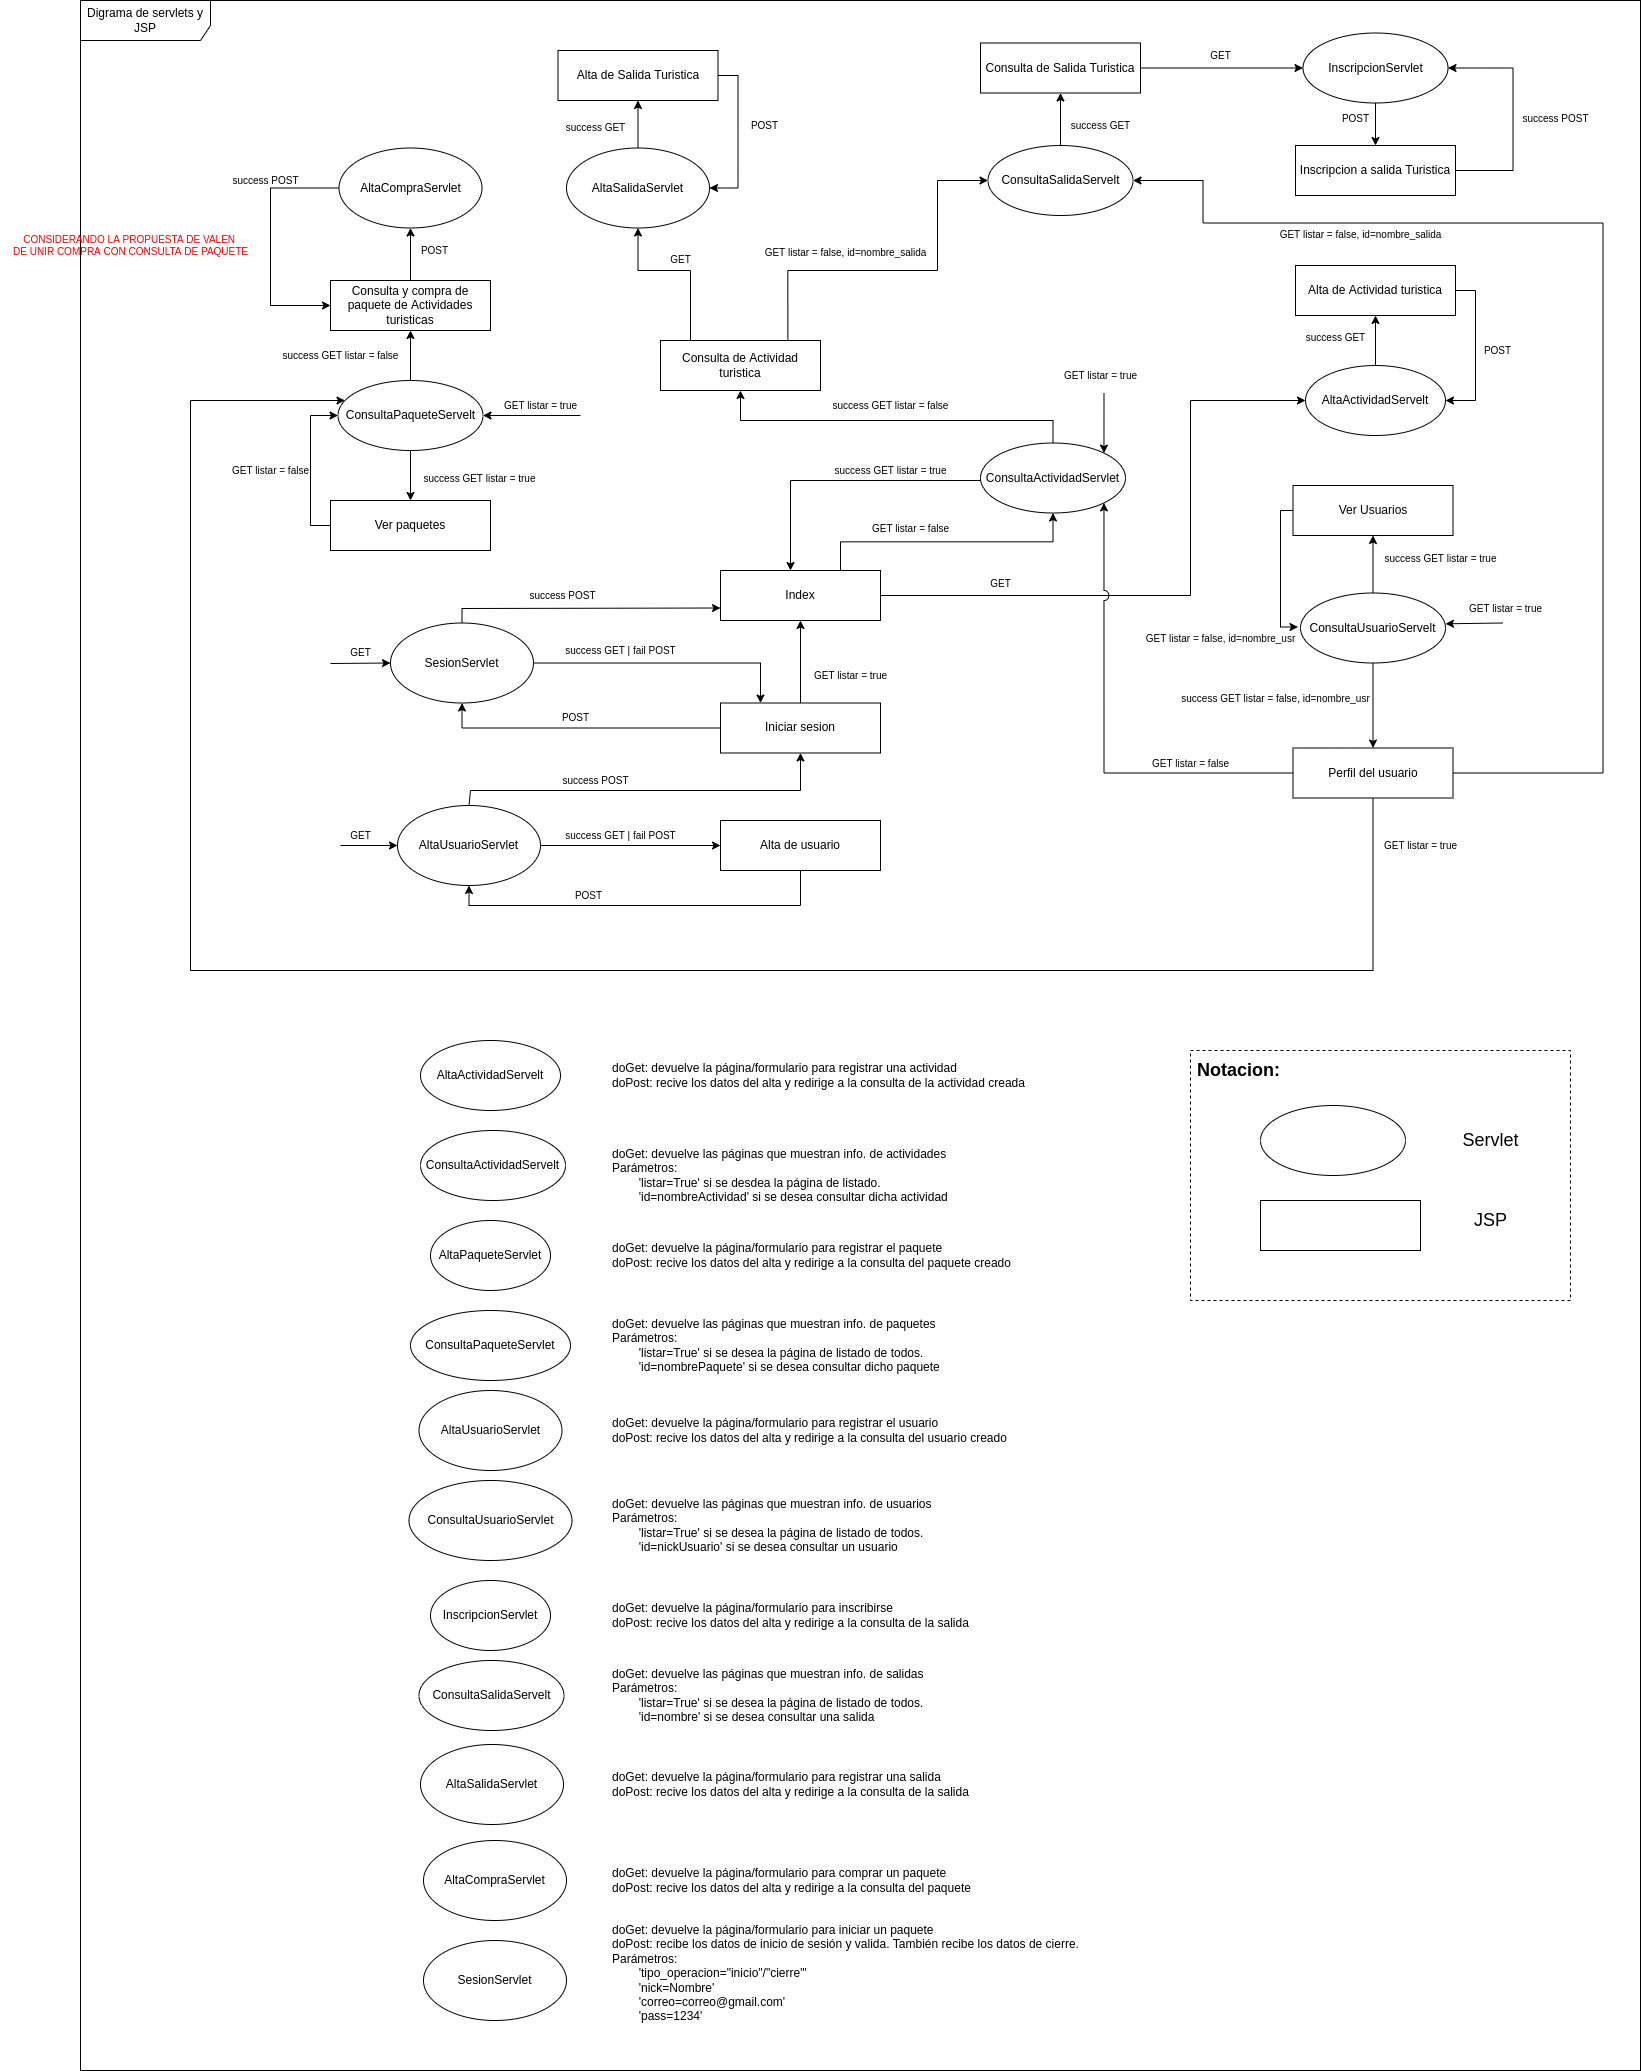 Digrama de servlets y
JSP
Alta de Salida Turistica
success GET
POST
AltaSalidaServlet
GET
Consulta de Salida Turistica
GET
InscripcionServlet
success GET
POST
success POST
Inscripcion a salida Turistica
ConsultaSalidaServelt
GET listar = false, id=nombre_salida
GET listar = false, id=nombre_salida
success POST
AltaCompraServlet
CONSIDERANDO LA PROPUESTA DE VALEN
DE UNIR COMPRA CON CONSULTA DE PAQUETE
POST
Consulta y compra de
paquete de Actividades
turisticas
success GET listar = false
ConsultaPaqueteServelt
GET listar = true
GET listar = false
success GET listar = true
Ver paquetes
Consulta de Actividad
turistica
success GET listar = false
GET listar = true
ConsultaActividadServlet
success GET listar = true
GET listar = false
Alta de Actividad turistica
success GET
POST
AltaActividadServelt
Ver Usuarios
success GET listar = true
GET listar = true
ConsultaUsuarioServelt
GET listar = false, id=nombre_usr
success GET listar = false, id=nombre_usr
Perfil del usuario
GET listar = false
GET listar = true
Index
GET
success POST
GET
SesionServlet
success GET | fail POST
GET listar = true
POST
Iniciar sesion
success POST
GET
AltaUsuarioServlet
success GET | fail POST
Alta de usuario
POST
AltaActividadServelt
doGet: devuelve la página/formulario para registrar una actividad
doPost: recive los datos del alta y redirige a la consulta de la actividad creada
ConsultaActividadServelt
doGet: devuelve las páginas que muestran info. de actividades
Parámetros:
'listar=True' si se desdea la página de listado.
'id=nombreActividad' si se desea consultar dicha actividad
AltaPaqueteServlet
doGet: devuelve la página/formulario para registrar el paquete
doPost: recive los datos del alta y redirige a la consulta del paquete creado
ConsultaPaqueteServlet
doGet: devuelve las páginas que muestran info. de paquetes
Parámetros:
'listar=True' si se desea la página de listado de todos.
'id=nombrePaquete' si se desea consultar dicho paquete
AltaUsuarioServlet
doGet: devuelve la página/formulario para registrar el usuario
doPost: recive los datos del alta y redirige a la consulta del usuario creado
ConsultaUsuarioServlet
doGet: devuelve las páginas que muestran info. de usuarios
Parámetros:
'listar=True' si se desea la página de listado de todos.
'id=nickUsuario' si se desea consultar un usuario
InscripcionServlet
doGet: devuelve la página/formulario para inscribirse
doPost: recive los datos del alta y redirige a la consulta de la salida
ConsultaSalidaServelt
doGet: devuelve las páginas que muestran info. de salidas
Parámetros:
'listar=True' si se desea la página de listado de todos.
'id=nombre' si se desea consultar una salida
AltaSalidaServlet
doGet: devuelve la página/formulario para registrar una salida
doPost: recive los datos del alta y redirige a la consulta de la salida
AltaCompraServlet
doGet: devuelve la página/formulario para comprar un paquete
doPost: recive los datos del alta y redirige a la consulta del paquete
SesionServlet
doGet: devuelve la página/formulario para iniciar un paquete
doPost: recibe los datos de inicio de sesión y valida. También recibe los datos de cierre.
Parámetros:
'tipo_operacion="inicio"/"cierre"'
'nick=Nombre'
'correo=correo@gmail.com'
'pass=1234'
Notacion:
Servlet
JSP